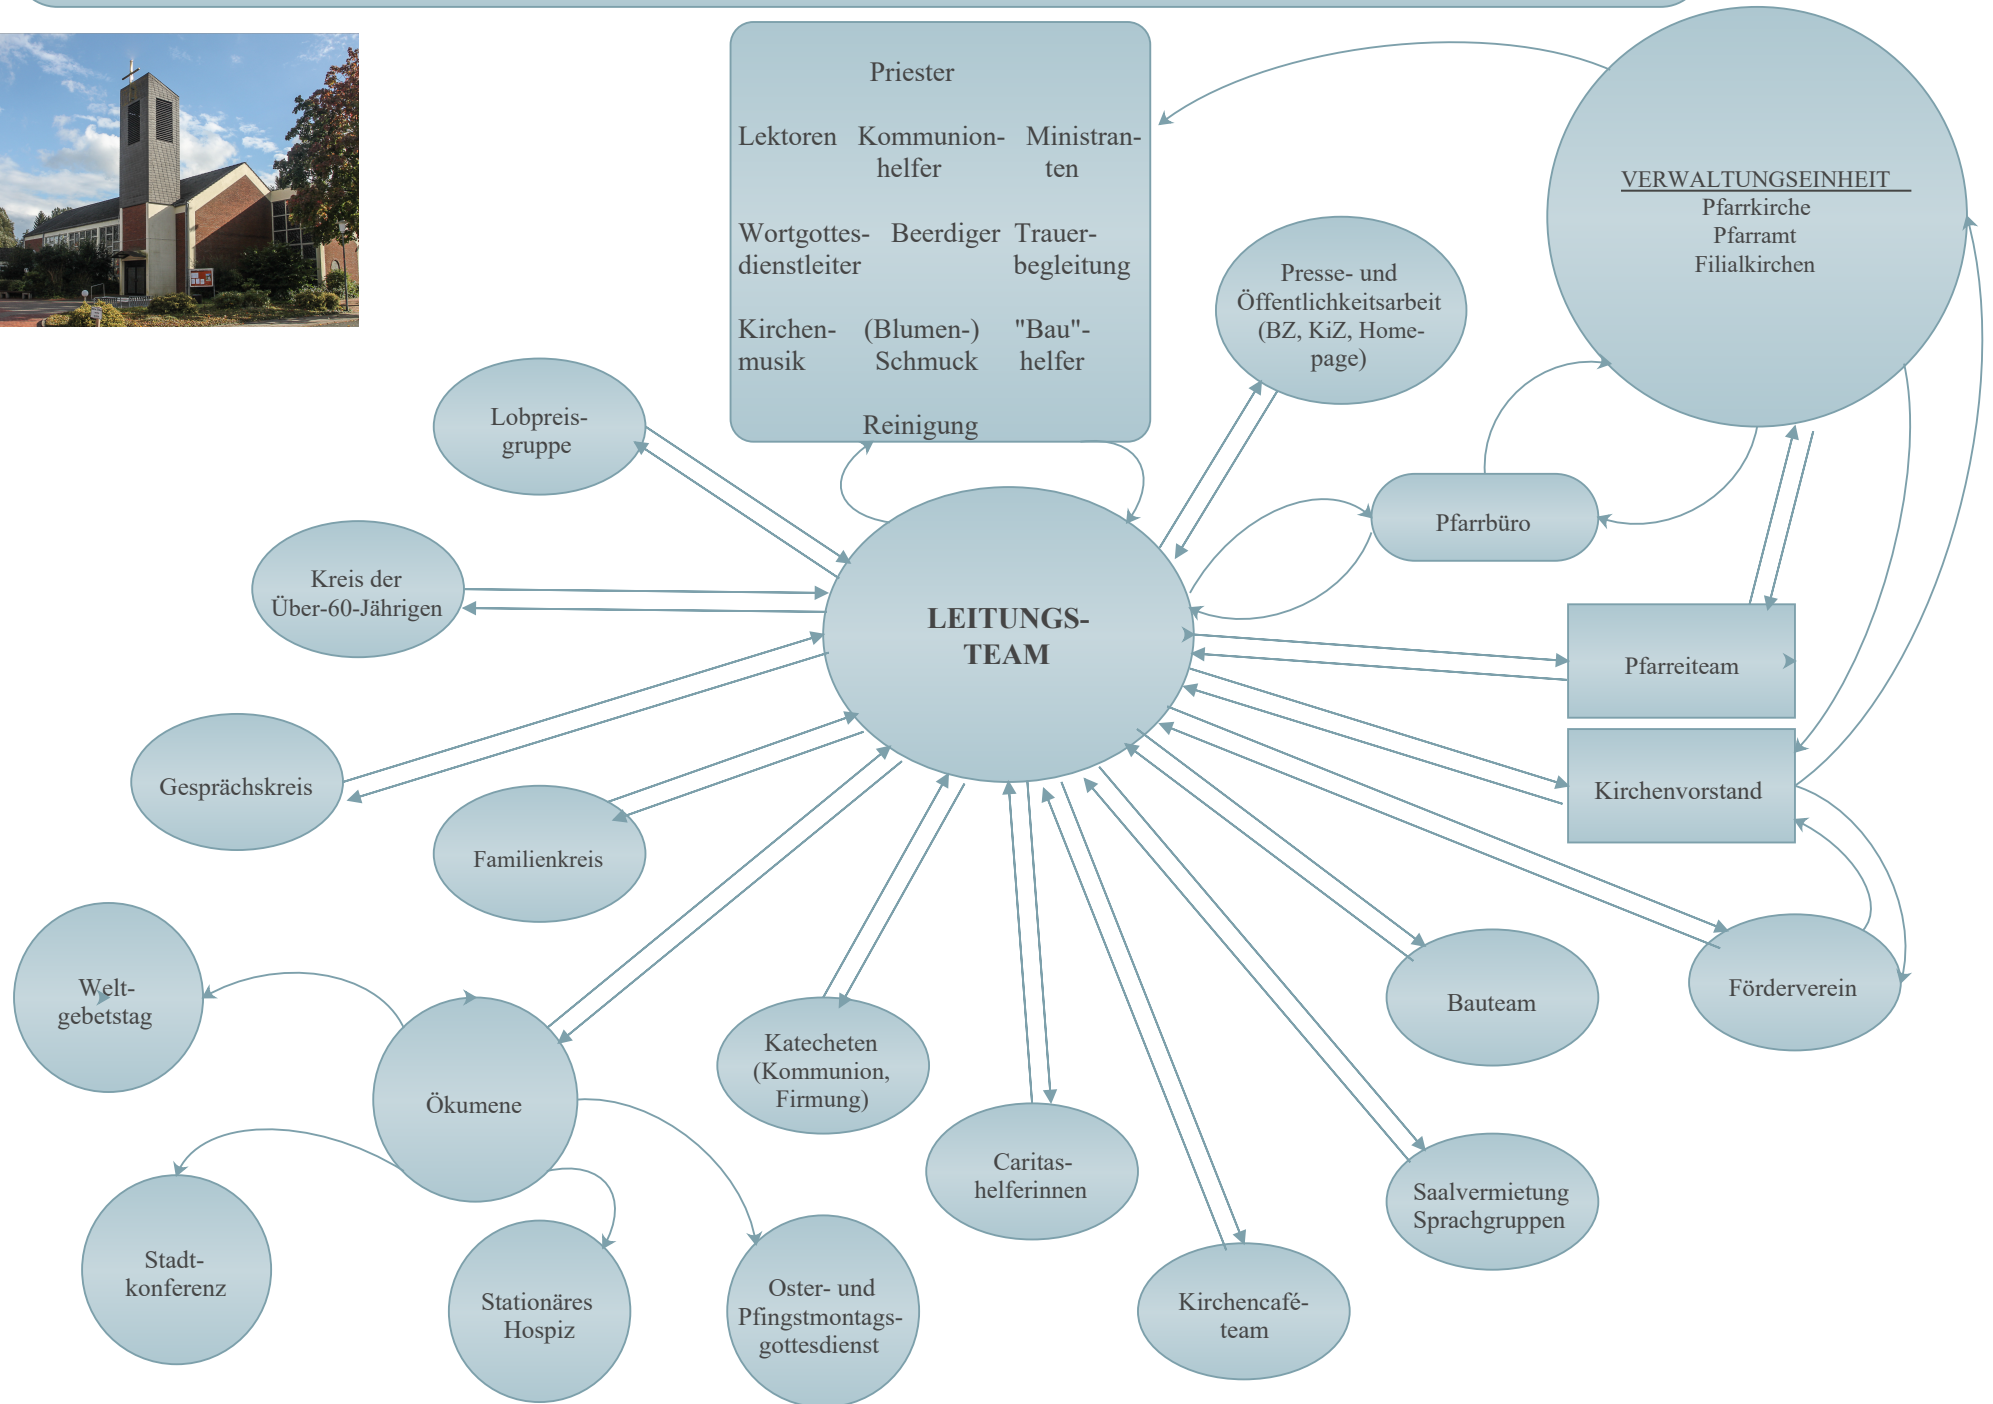 Priester
Lektoren Kommunion- Ministran-
helfer ten
Wortgottes- Beerdiger Trauer-
dienstleiter begleitung
Kirchen- (Blumen-) "Bau"-
musik Schmuck helfer
Reinigung
VERWALTUNGSEINHEIT
Pfarrkirche
Pfarramt
Filialkirchen
Presse- und
Öffentlichkeitsarbeit
(BZ, KiZ, Home-
page)
Lobpreis-
gruppe
Pfarrbüro
Kreis der
Über-60-Jährigen
LEITUNGS-
TEAM
Pfarreiteam
Gesprächskreis
Kirchenvorstand
Familienkreis
Welt-
gebetstag
Ökumene
Katecheten
(Kommunion,
Firmung)
Bauteam
Förderverein
Caritas-
helferinnen
Saalvermietung
Sprachgruppen
Stadt-
konferenz
Stationäres
Hospiz
Oster- und
Pfingstmontags-
gottesdienst
Kirchencafé-
team